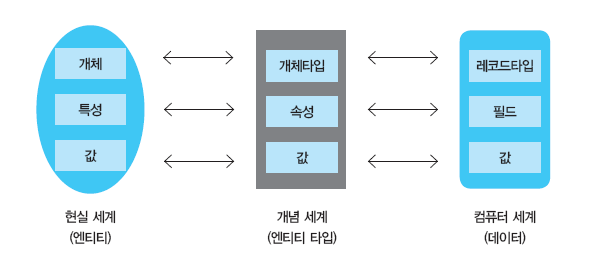 개체
개체타입
레코드타입
특성
속성
필드
값
값
값
현실 세계
(엔티티)
개념 세계
(엔티티 타입)
컴퓨터 세계
(데이터)